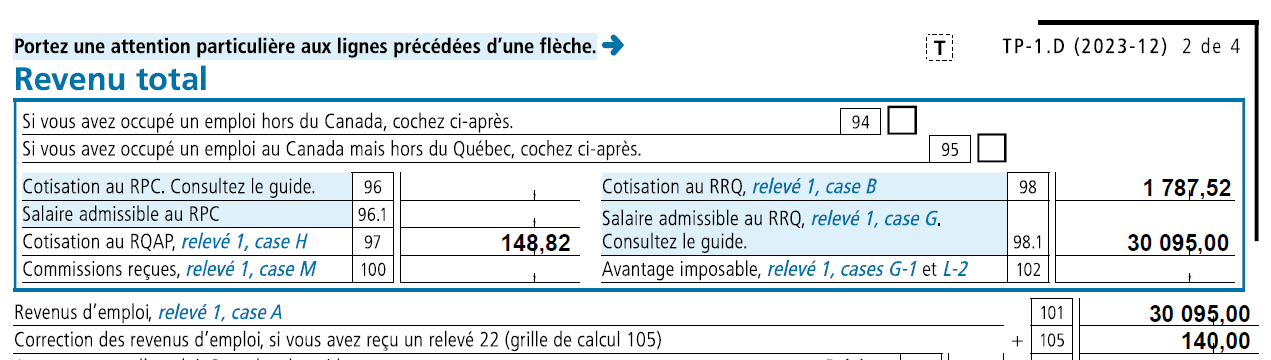 Portez une attention particulière aux lignes précédées d’une flèche. ➔ T TP-1.D (2023-12) 2 de 4
Revenu total
Si vous avez occupé un emploi hors du Canada, cochez ci-après. 94
Si vous avez occupé un emploi au Canada mais hors du Québec, cochez ci-après. 95
Cotisation au RPC. Consultez le guide. 96
Salaire admissible au RPC 96.1
Cotisation au RQAP, relevé 1, case H 97 148,82
Commissions reçues, relevé 1, case M 100
Cotisation au RRQ, relevé 1, case B 98 1 787,52
Salaire admissible au RRQ, relevé 1, case G.
Consultez le guide. 98.1 30 095,00
Avantage imposable, relevé 1, cases G-1 et L-2 102
Revenus d’emploi, relevé 1, case A 101 30 095,00
Correction des revenus d’emploi, si vous avez reçu un relevé 22 (grille de calcul 105) + 105 140,00